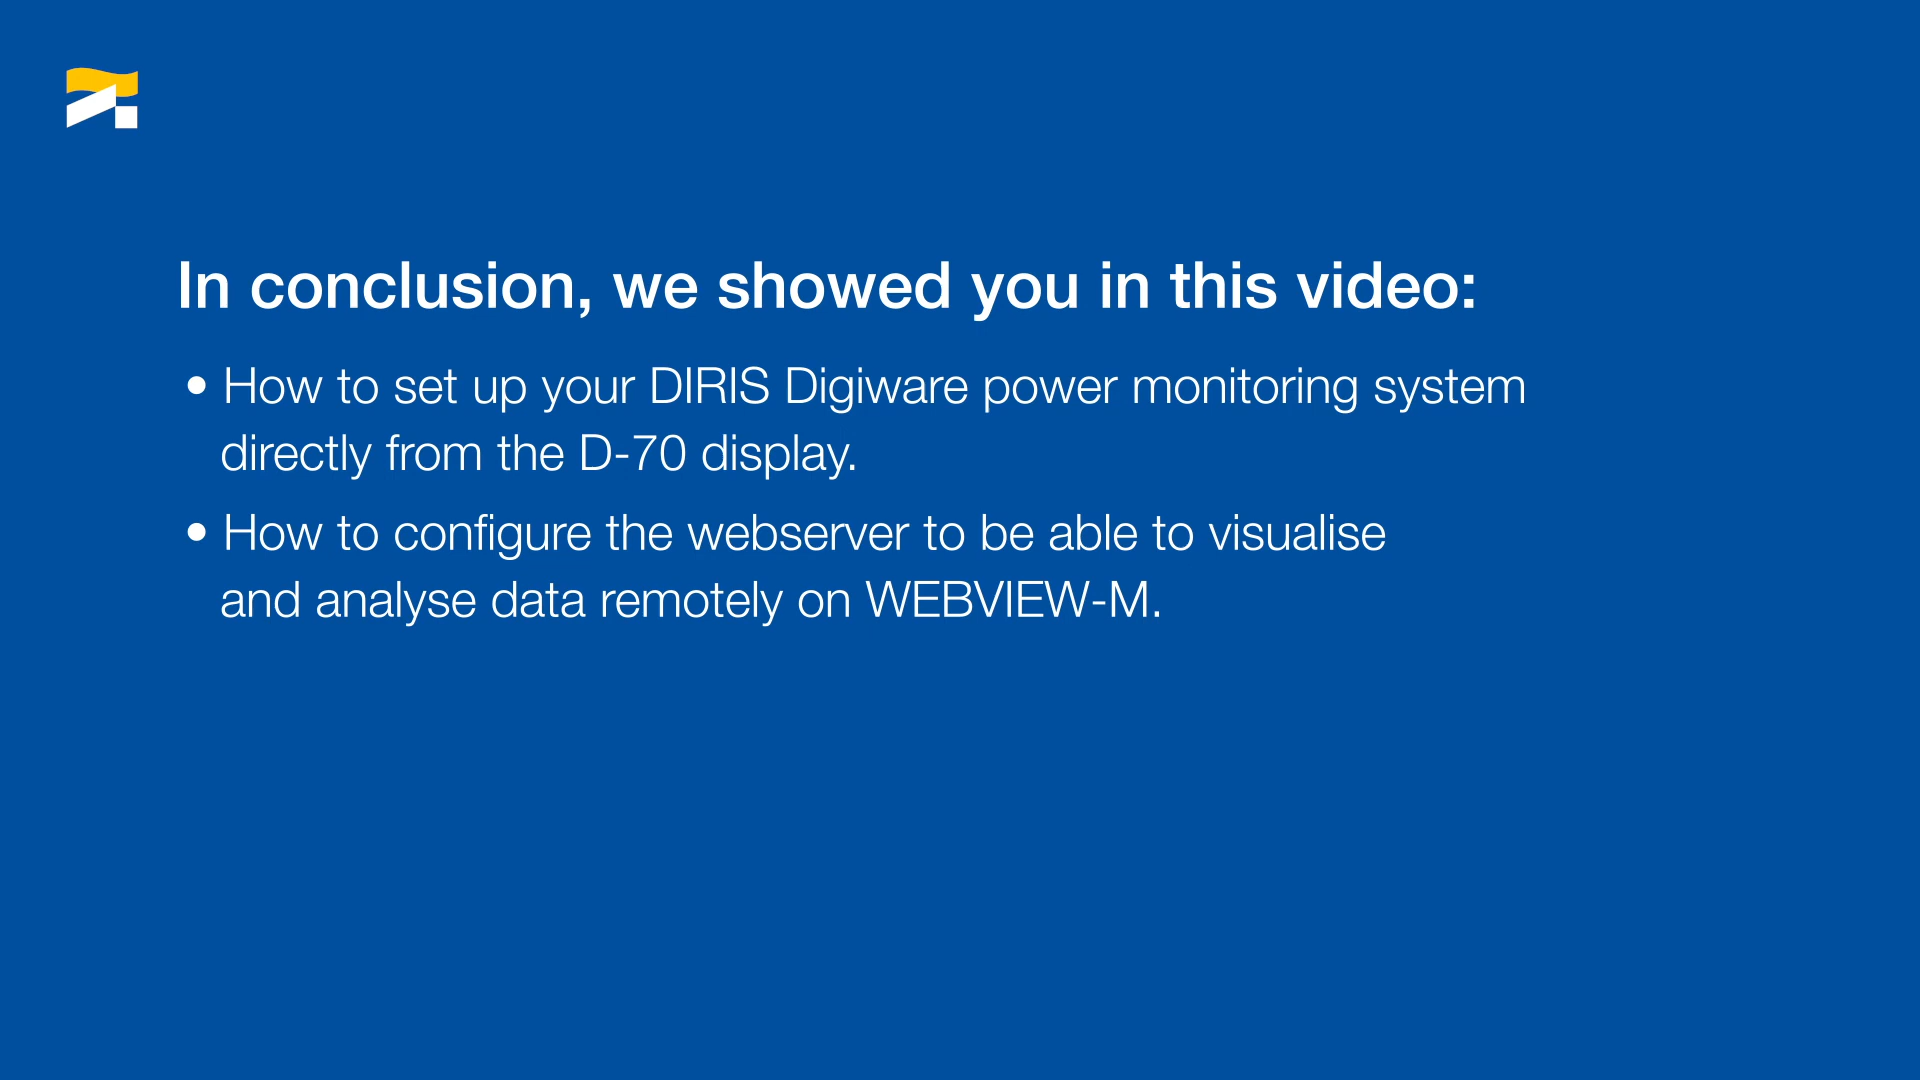 In conclusion, we showed you in this video:
• How to set up your DIRIS Digiware power monitoring system
directly from the D-70 display.
• How to configure the webserver to be able to visualise
and analyse data remotely on WEBVIEW-M.